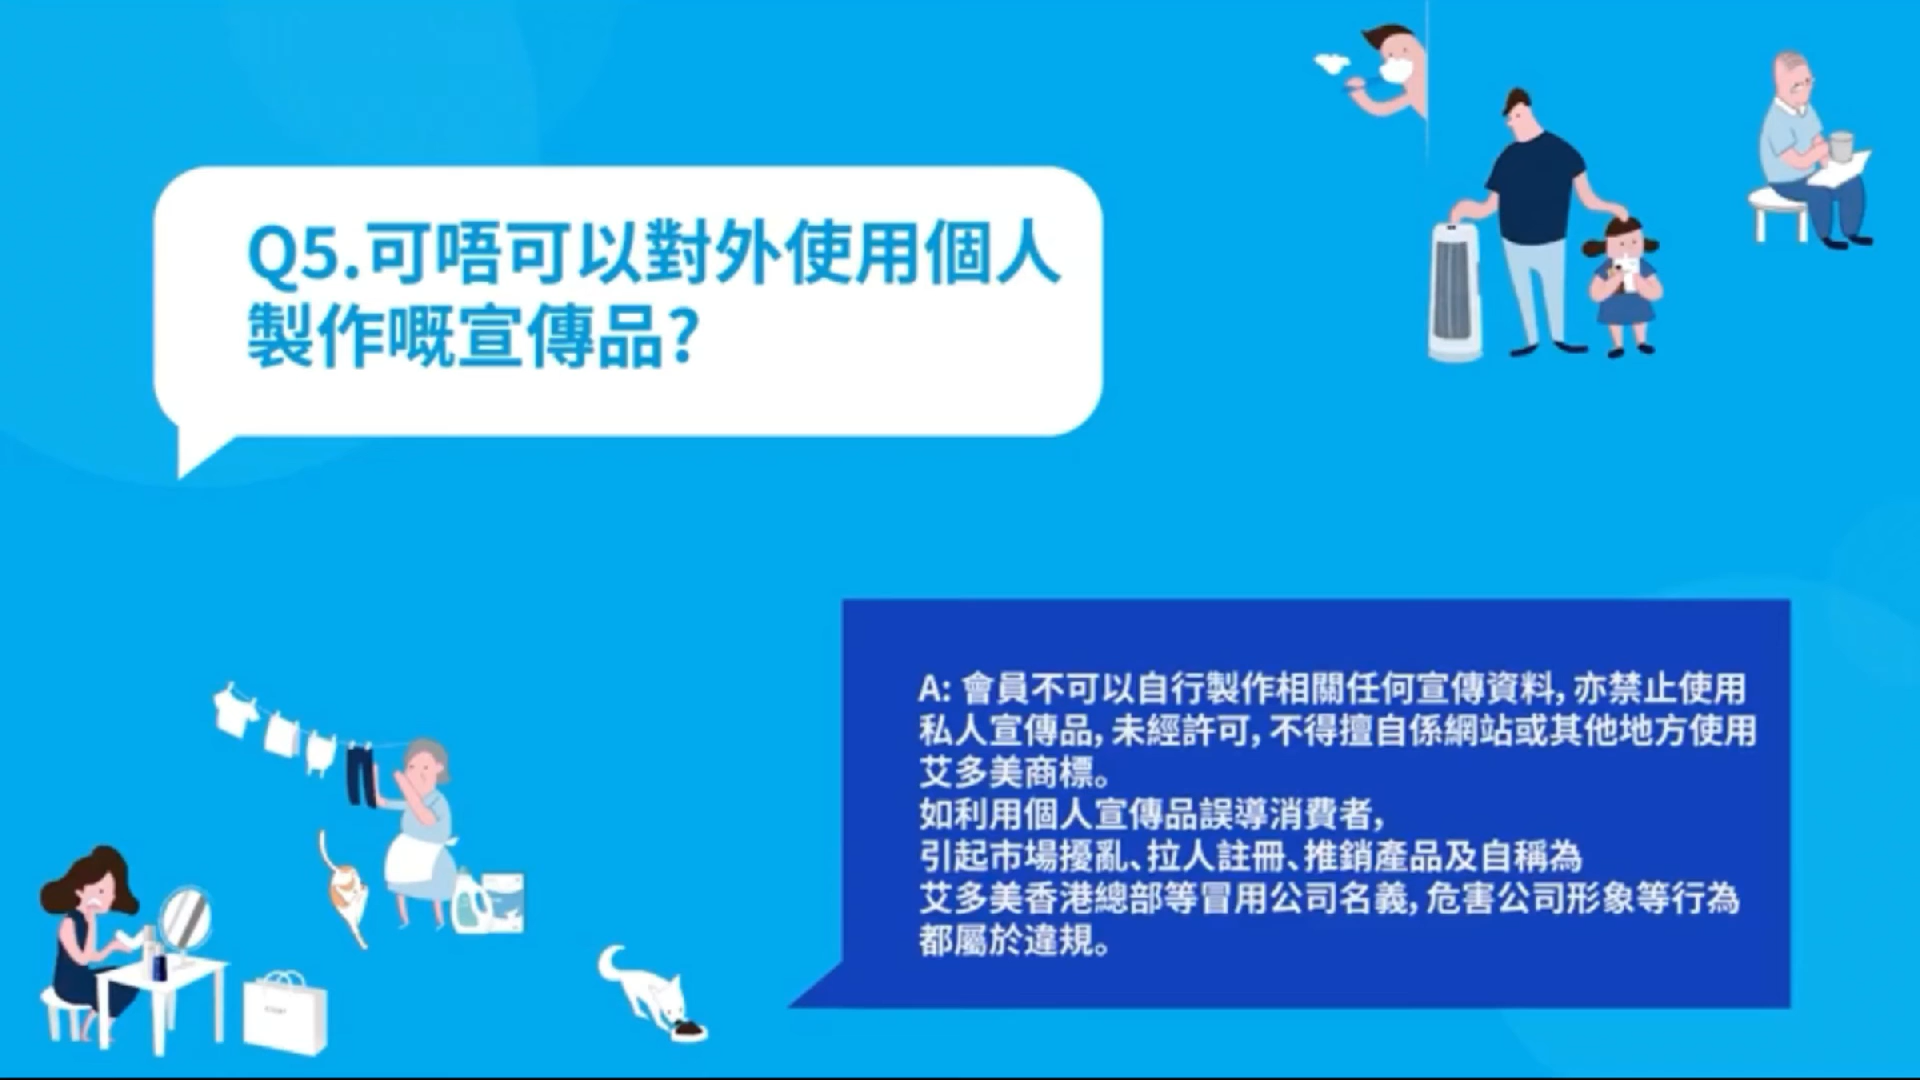 Q5.可唔可以對外使用個人
製作嘅宣傳品?
A: 會員不可以自行製作相關任何宣傳資料, 亦禁止使用
私人宣傳品, 未經許可, 不得擅自係網站或其他地方使用
艾多美商標。
如利用個人宣傳品誤導消費者,
引起市場擾亂、拉人註冊、推銷產品及自稱為
艾多美香港總部等冒用公司名義, 危害公司形象等行為
都屬於違規。